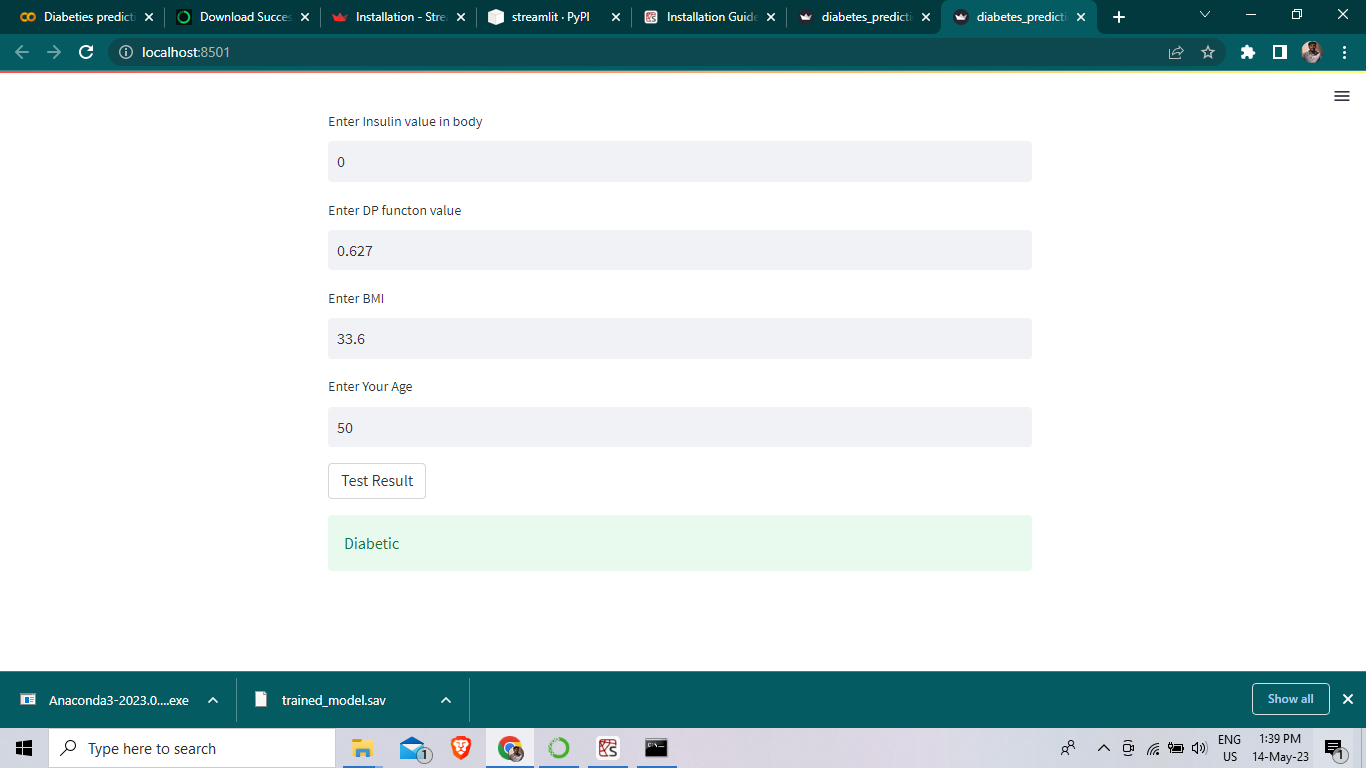 Diabeties predicti
Download Succes
Installation - Stre
streamlit · PyPI
Installation Guide
diabetes_predicti
diabetes_predicti
localhost:8501
Enter Insulin value in body
0
Enter DP functon value
0.627
Enter BMI
33.6
Enter Your Age
50
Test Result
Diabetic
Anaconda3-2023.0....exe
trained_model.sav
Show all
Type here to search
1
ENG
US
1:39 PM
14-May-23
1